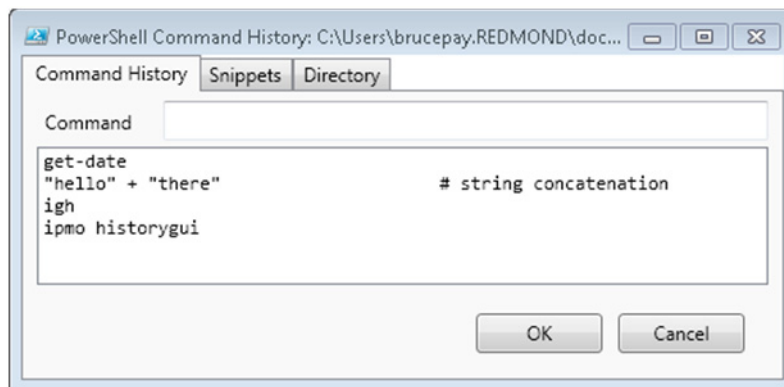 PowerShell Command History: C:\Users\brucepay.REDMOND\doc...
Command History Snippets Directory
Command
get-date
"hello" + "there" # string concatenation
igh
ipmo historygui
OK Cancel